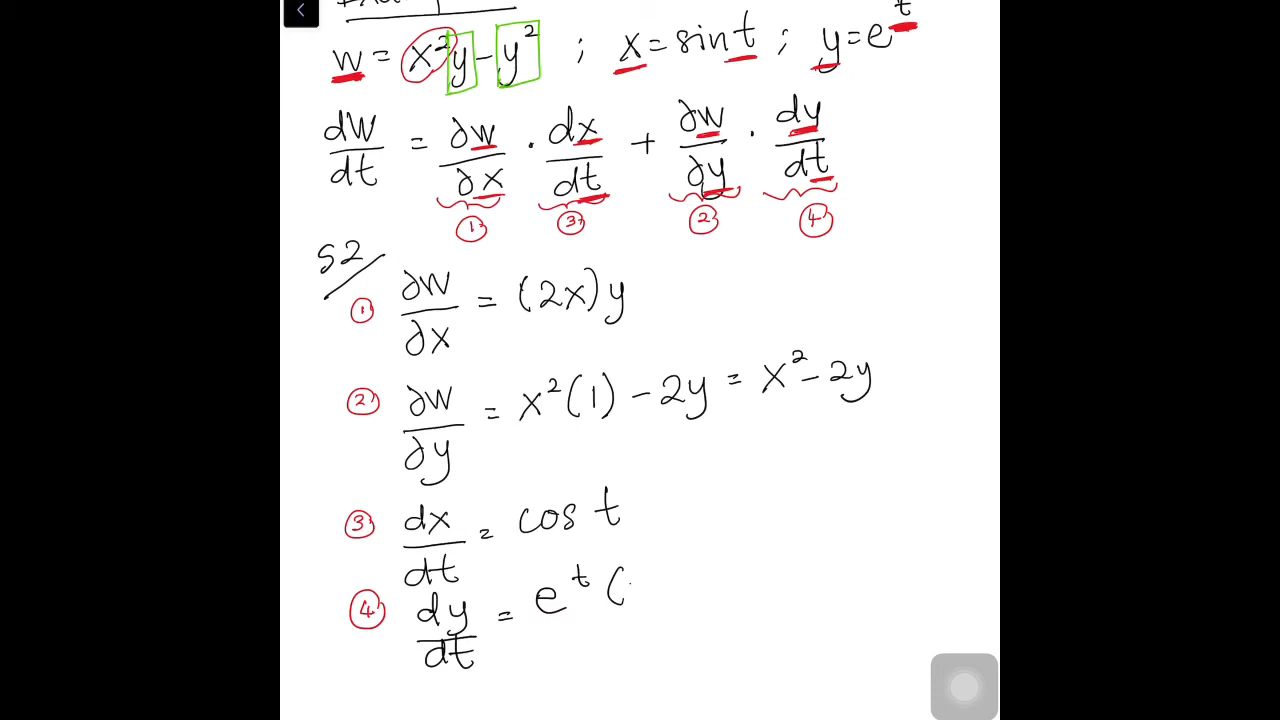 w = x²y - y² ; x = sin t ; y = e^t
dw/dt = ∂w/∂x · dx/dt + ∂w/∂y · dy/dt
① ③ ② ④
S2/
① ∂w/∂x = (2x)y
② ∂w/∂y = x²(1) - 2y = x² - 2y
③ dx/dt = cos t
④ dy/dt = e^t (